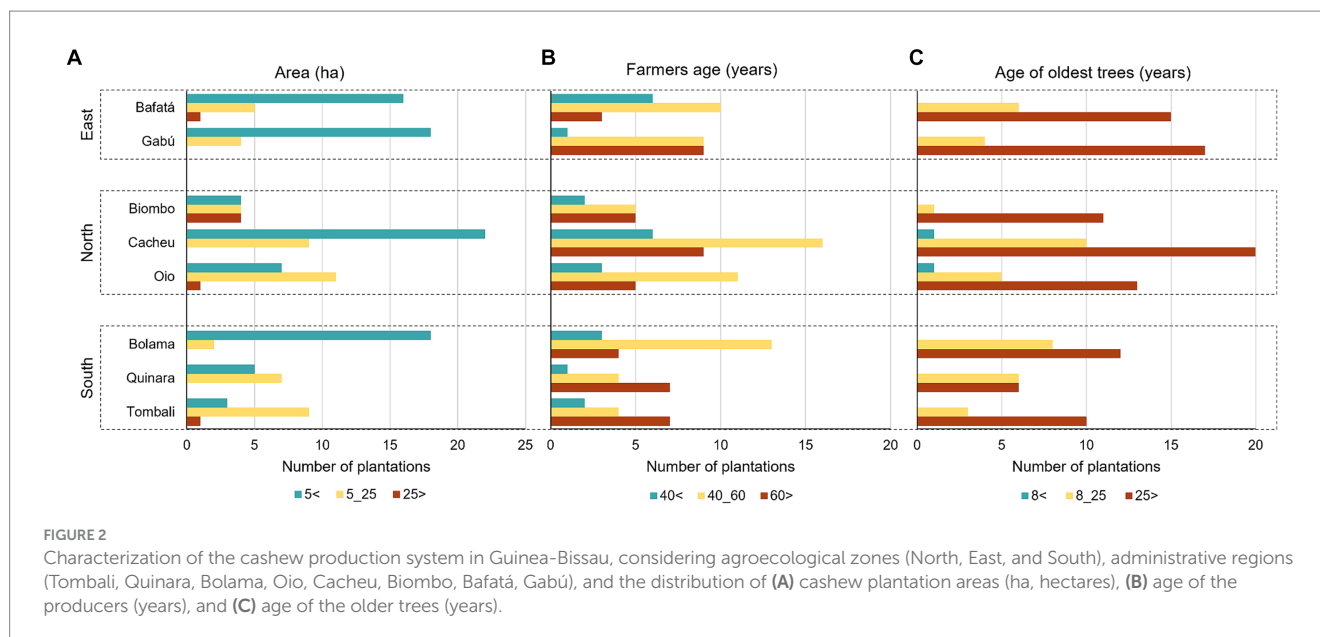 A
Area (ha)
B
Farmers age (years)
C
Age of oldest trees (years)
East
Bafatá
Gabú
North
Biombo
Cacheu
Oio
South
Bolama
Quinara
Tombali
0 5 10 15 20 25
0 5 10 15 20
0 5 10 15 20
Number of plantations
Number of plantations
Number of plantations
5< 5_25 25>
40< 40_60 60>
8< 8_25 25>
FIGURE 2
Characterization of the cashew production system in Guinea-Bissau, considering agroecological zones (North, East, and South), administrative regions
(Tombali, Quinara, Bolama, Oio, Cacheu, Biombo, Bafatá, Gabú), and the distribution of (A) cashew plantation areas (ha, hectares), (B) age of the
producers (years), and (C) age of the older trees (years).